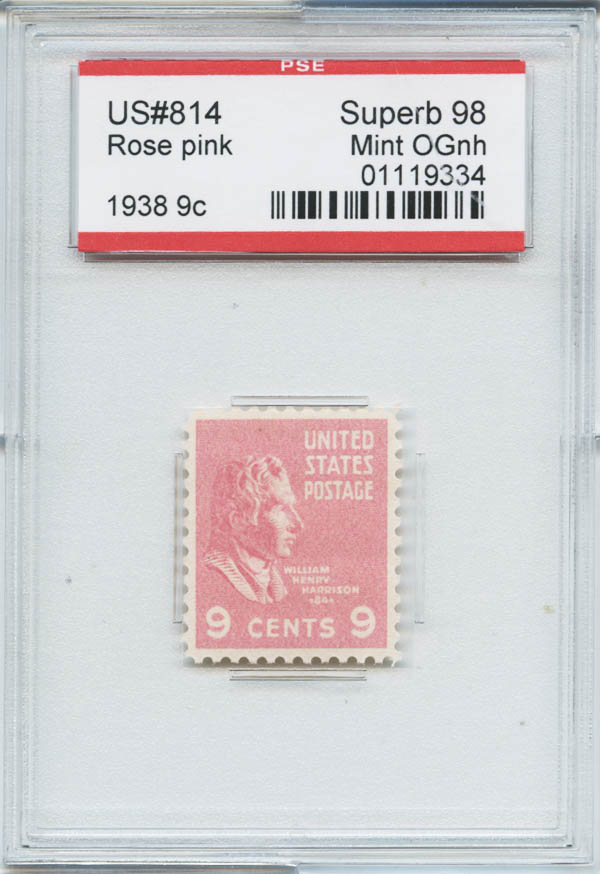 PSE
US#814 Superb 98
Rose pink Mint OGnh
01119334
1938 9c
UNITED
STATES
POSTAGE
WILLIAM
HENRY
HARRISON
9 CENTS 9